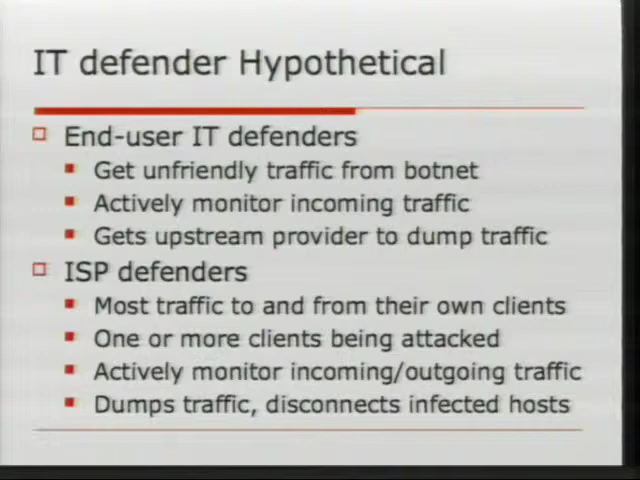 IT defender Hypothetical
End-user IT defenders
Get unfriendly traffic from botnet
Actively monitor incoming traffic
Gets upstream provider to dump traffic
ISP defenders
Most traffic to and from their own clients
One or more clients being attacked
Actively monitor incoming/outgoing traffic
Dumps traffic, disconnects infected hosts